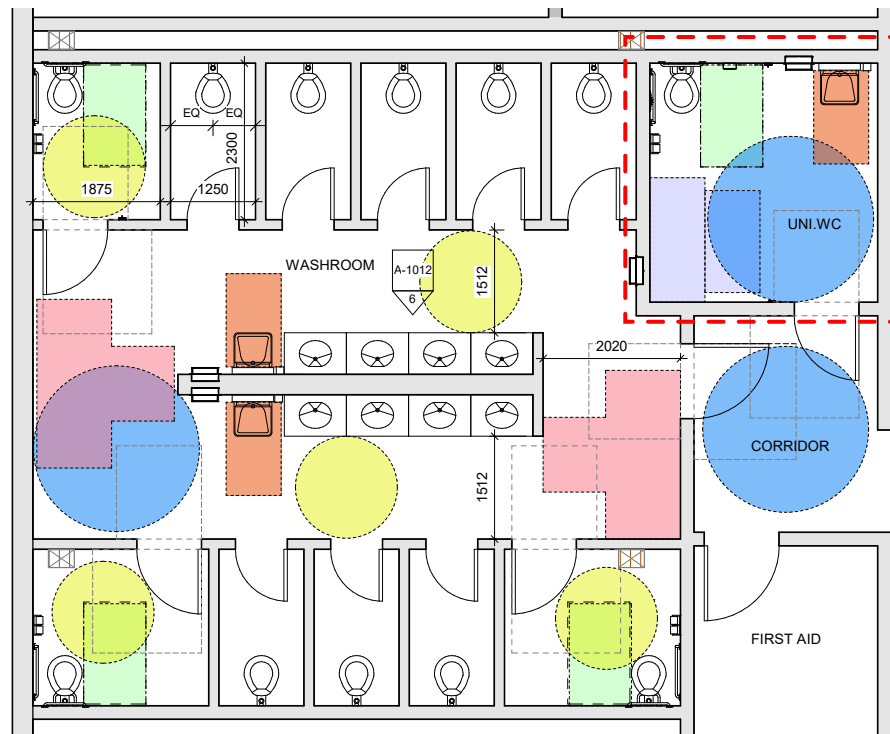 EQ EQ
2300
1875
1250
UNI.WC
WASHROOM
A-1012
6
1512
2020
CORRIDOR
1512
FIRST AID